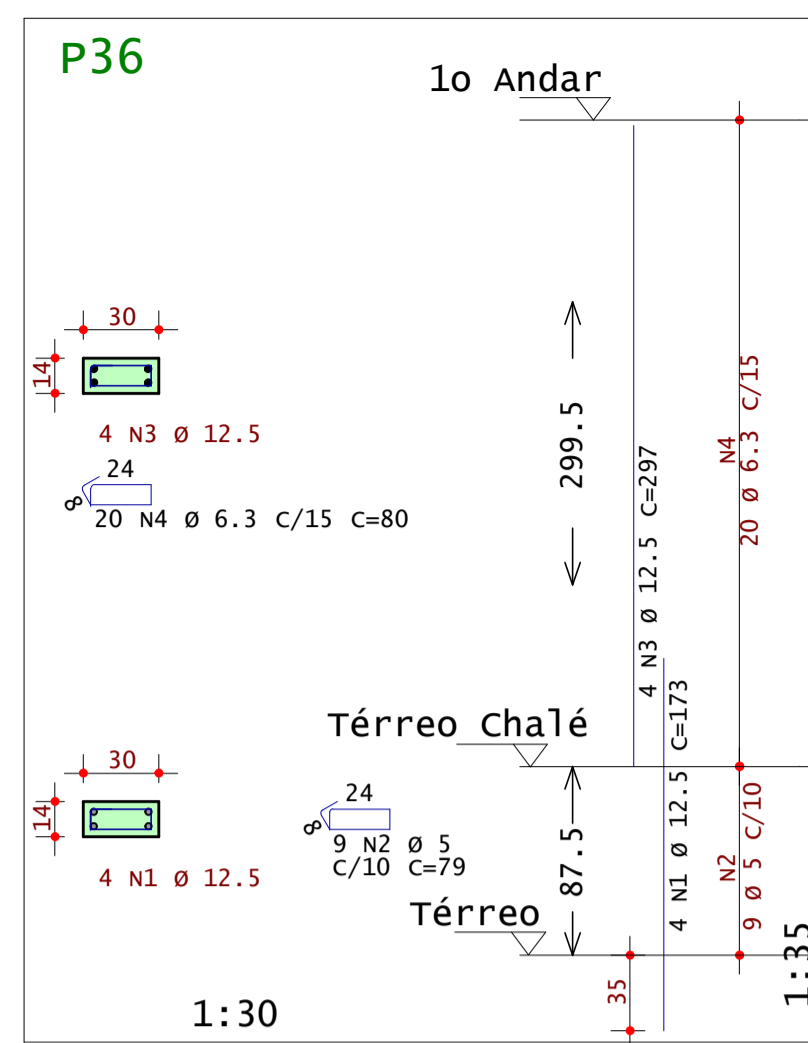 P36
1o Andar
30
14
4 N3 Ø 12.5
24
8
20 N4 Ø 6.3 C/15 C=80
299.5
4 N3 Ø 12.5 C=297
N4
20 Ø 6.3 C/15
Térreo Chalé
30
14
4 N1 Ø 12.5
24
8
9 N2 Ø 5
C/10 C=79
87.5
4 N1 Ø 12.5 C=173
N2
9 Ø 5 C/10
Térreo
35
1:30
1:35